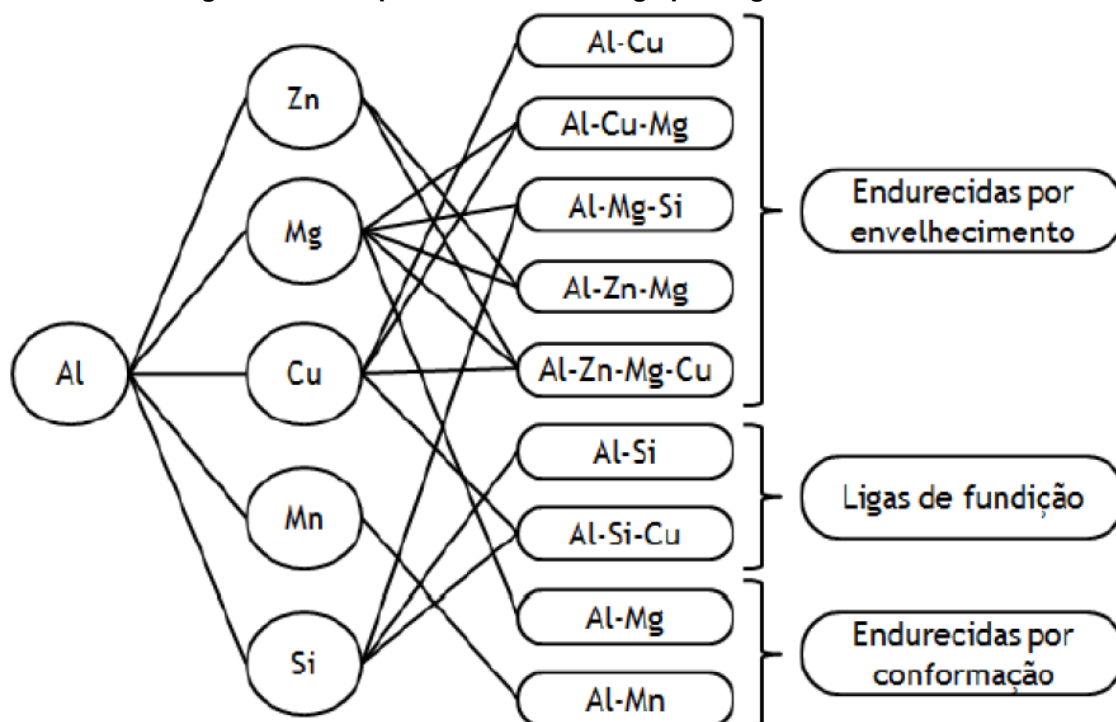 Al-Cu
Zn
Al-Cu-Mg
Mg
Al-Mg-Si
Endurecidas por
envelhecimento
Al-Zn-Mg
Al
Cu
Al-Zn-Mg-Cu
Al-Si
Mn
Ligas de fundição
Al-Si-Cu
Al-Mg
Si
Endurecidas por
conformação
Al-Mn